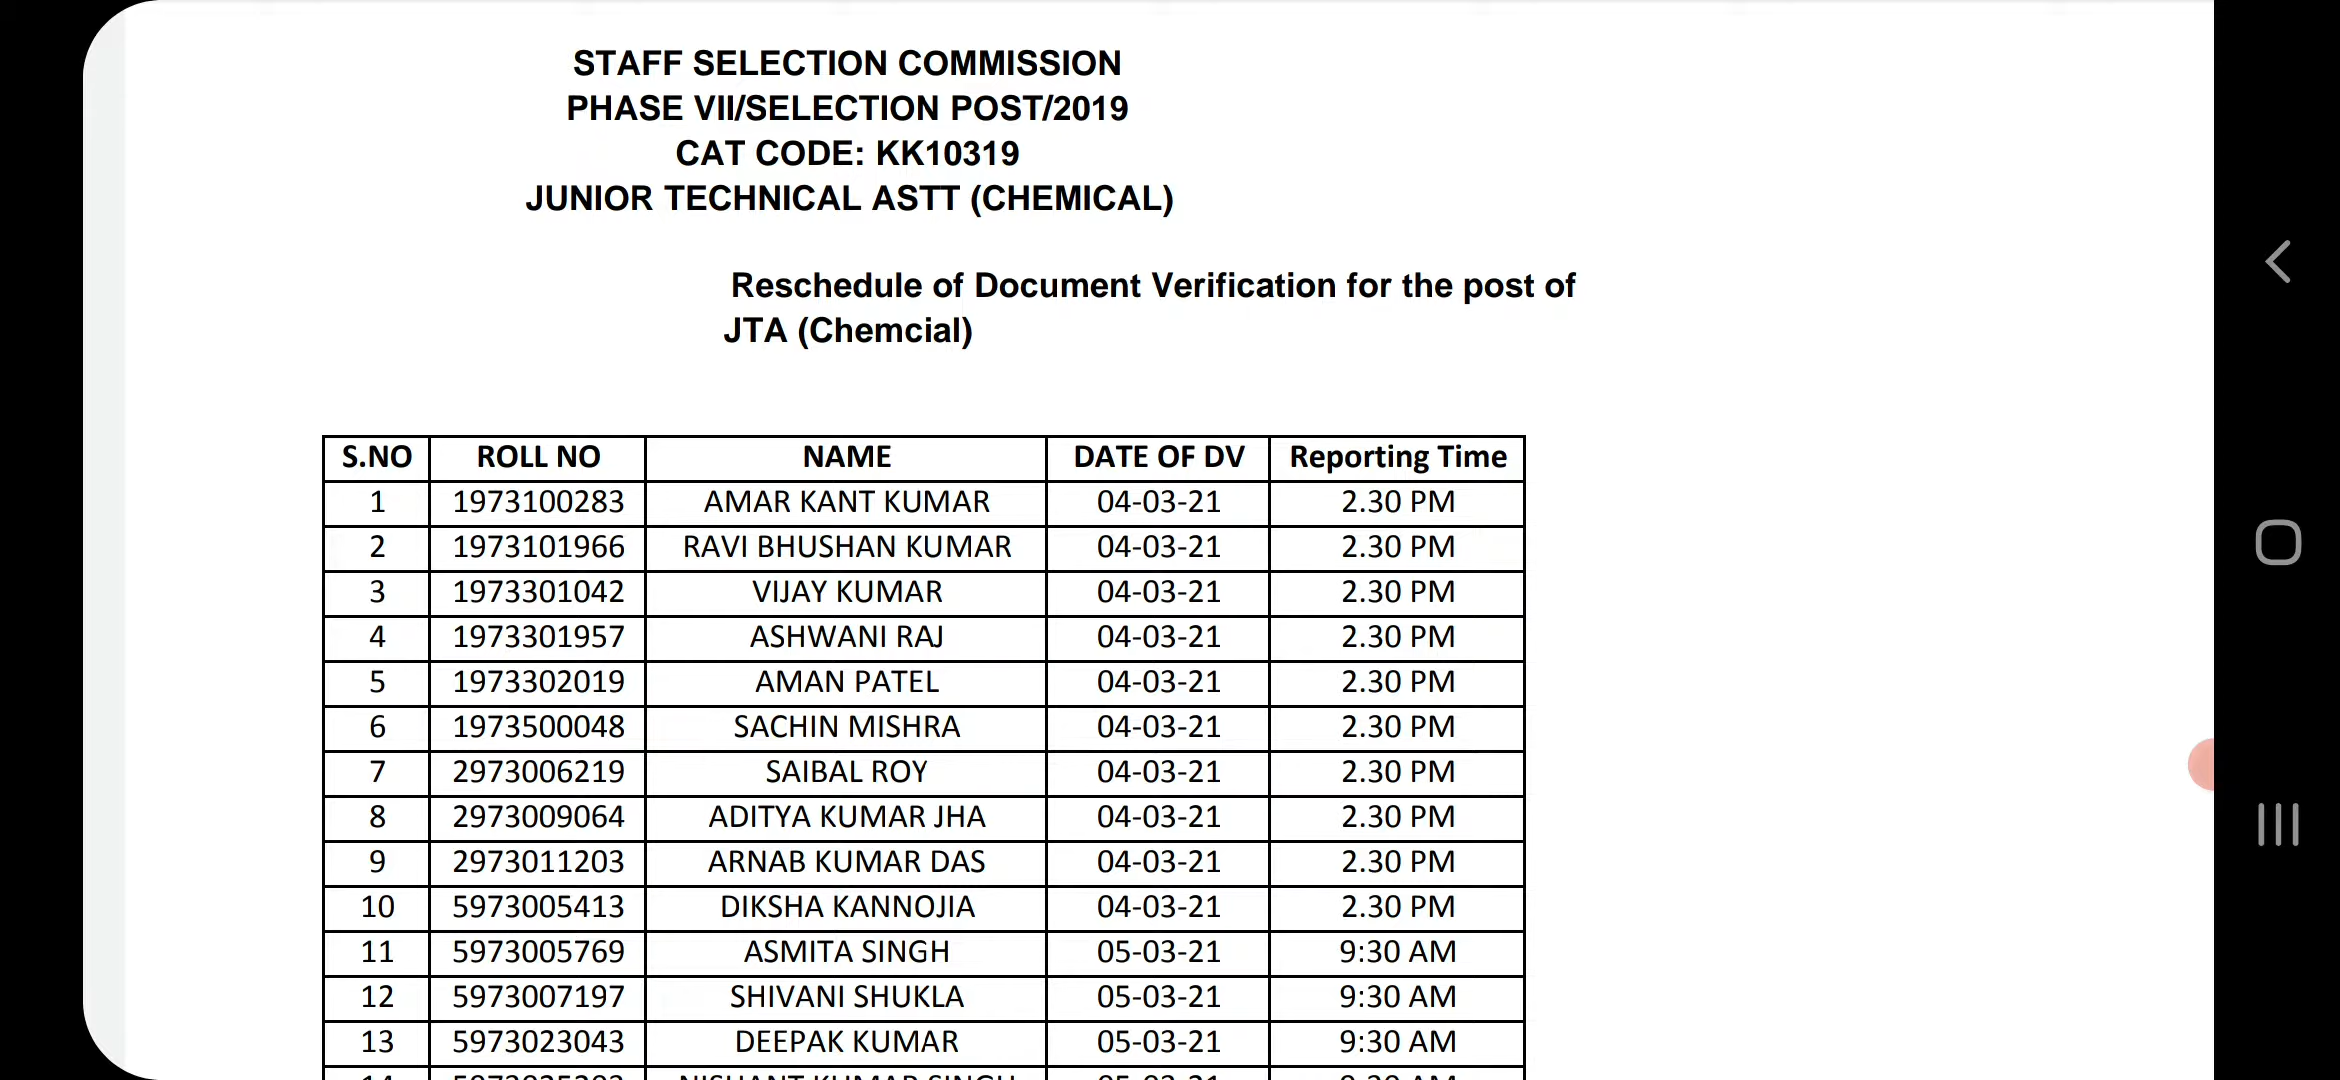 STAFF SELECTION COMMISSION
PHASE VII/SELECTION POST/2019
CAT CODE: KK10319
JUNIOR TECHNICAL ASTT (CHEMICAL)
Reschedule of Document Verification for the post of
JTA (Chemcial)
S.NO ROLL NO NAME DATE OF DV Reporting Time
1 1973100283 AMAR KANT KUMAR 04-03-21 2.30 PM
2 1973101966 RAVI BHUSHAN KUMAR 04-03-21 2.30 PM
3 1973301042 VIJAY KUMAR 04-03-21 2.30 PM
4 1973301957 ASHWANI RAJ 04-03-21 2.30 PM
5 1973302019 AMAN PATEL 04-03-21 2.30 PM
6 1973500048 SACHIN MISHRA 04-03-21 2.30 PM
7 2973006219 SAIBAL ROY 04-03-21 2.30 PM
8 2973009064 ADITYA KUMAR JHA 04-03-21 2.30 PM
9 2973011203 ARNAB KUMAR DAS 04-03-21 2.30 PM
10 5973005413 DIKSHA KANNOJIA 04-03-21 2.30 PM
11 5973005769 ASMITA SINGH 05-03-21 9:30 AM
12 5973007197 SHIVANI SHUKLA 05-03-21 9:30 AM
13 5973023043 DEEPAK KUMAR 05-03-21 9:30 AM